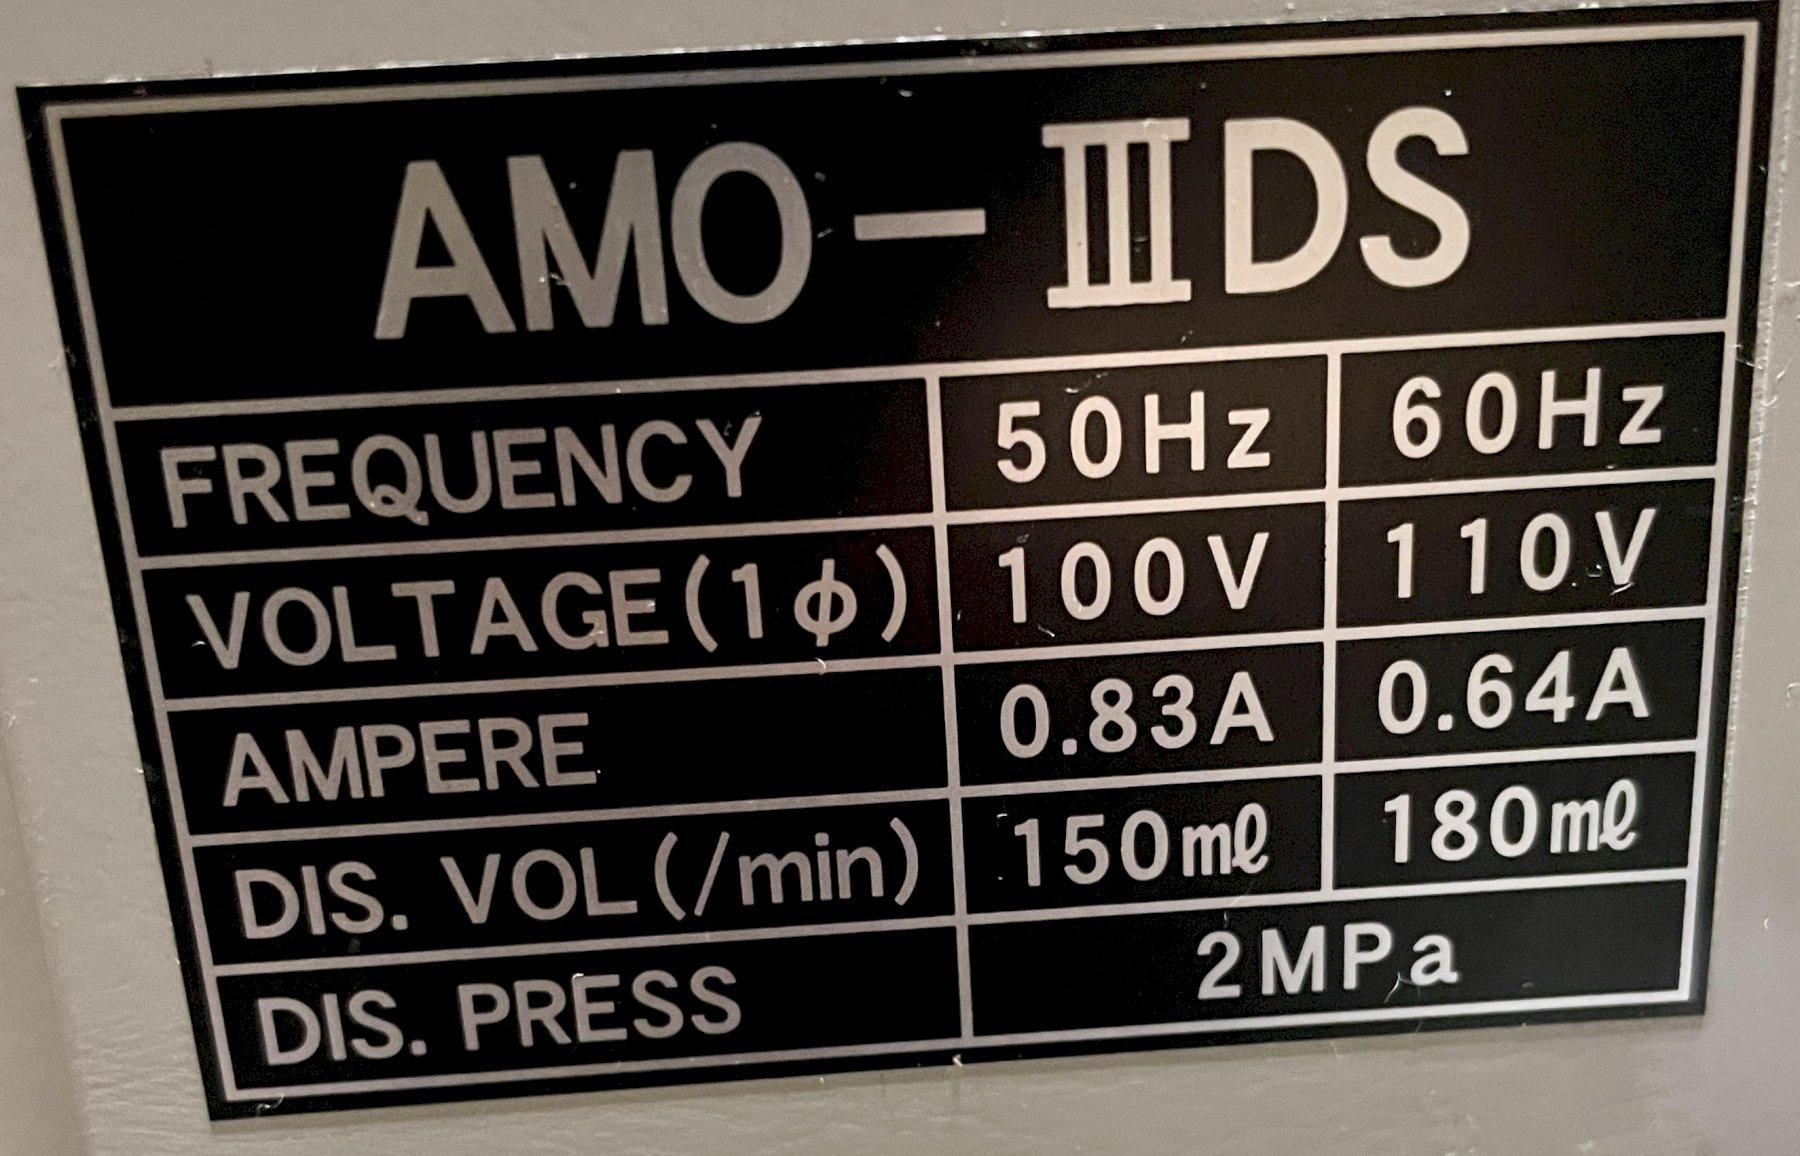 AMO-ⅢDS
FREQUENCY 50Hz 60Hz
VOLTAGE(1ϕ) 100V 110V
AMPERE 0.83A 0.64A
DIS. VOL(/min) 150mℓ 180mℓ
DIS. PRESS 2MPa